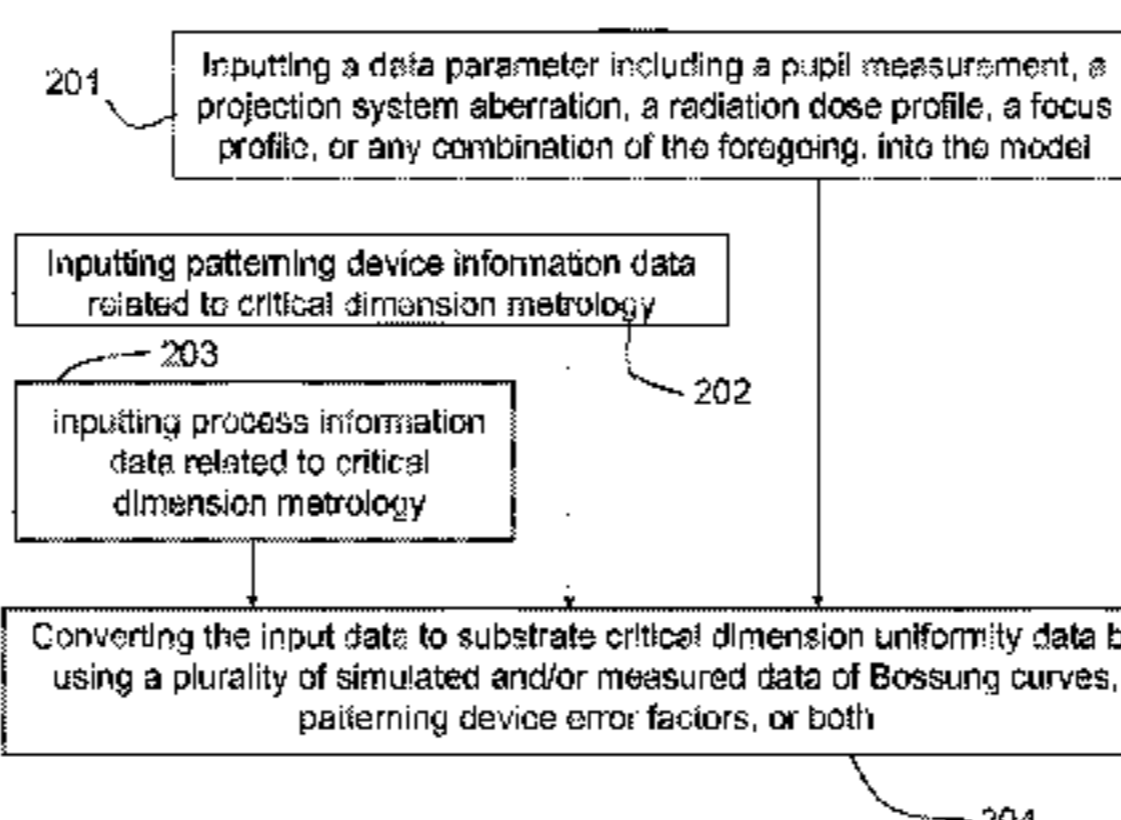 201
Inputting a data parameter including a pupil measurement, a
projection system aberration, a radiation dose profile, a focus
profile, or any combination of the foregoing. into the model
Inputting patterning device information data
related to critical dimension metrology
203
202
inputting process information
data related to critical
dimension metrology
Converting the input data to substrate critical dimension uniformity data b
using a plurality of simulated and/or measured data of Bossung curves,
patterning device error factors, or both
204